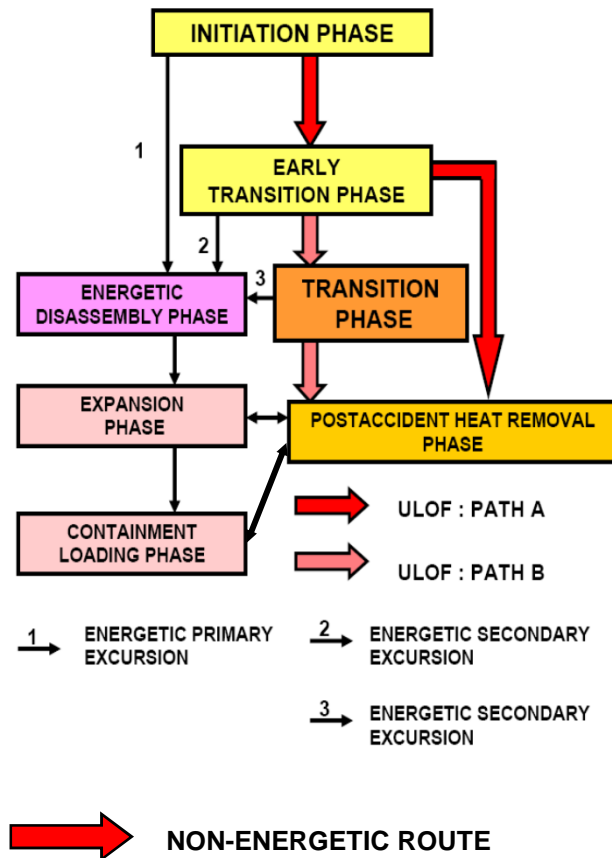 INITIATION PHASE
1
EARLY
TRANSITION PHASE
2
3
ENERGETIC
DISASSEMBLY PHASE
TRANSITION
PHASE
EXPANSION
PHASE
POSTACCIDENT HEAT REMOVAL
PHASE
CONTAINMENT
LOADING PHASE
ULOF : PATH A
ULOF : PATH B
1
ENERGETIC PRIMARY
EXCURSION
2
ENERGETIC SECONDARY
EXCURSION
3
ENERGETIC SECONDARY
EXCURSION
NON-ENERGETIC ROUTE